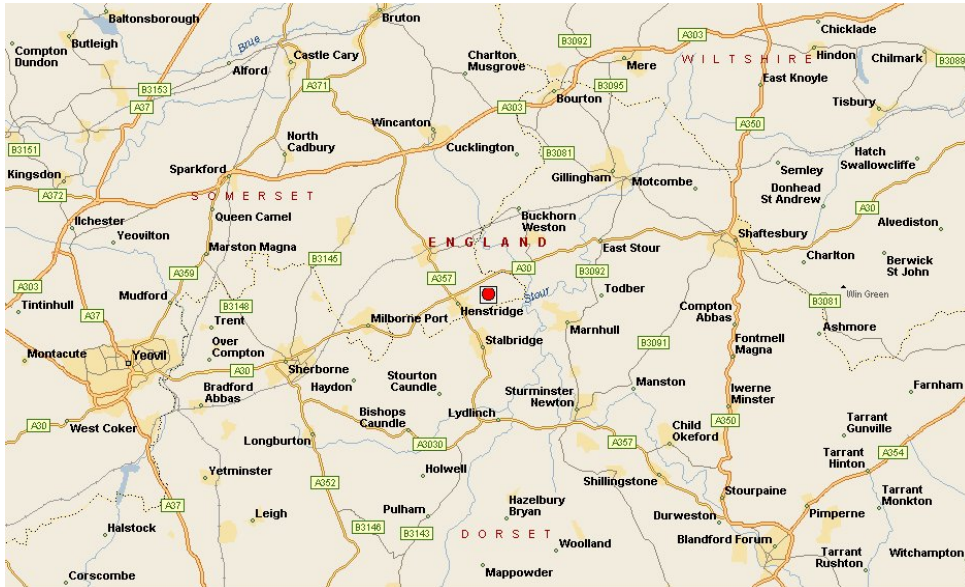 Baltonsborough
Bruton
Butleigh
Brue
B3092
A303
Chicklade
Compton
Dundon
Castle Cary
Charlton
Musgrove
Mere
WILTSHIRE
Hindon
Chilmark
B3089
Alford
East Knoyle
B3153
A371
B3095
A37
A303
Bourton
Tisbury
Wincanton
A350
B3151
North
Cadbury
Cucklington
B3081
Hatch
Swallowcliffe
Kingsdon
Sparkford
Gillingham
Motcombe
Semley
A372
SOMERSET
Donhead
St Andrew
A30
Ilchester
Queen Camel
Buckhorn
Weston
Alvediston
Yeovilton
Marston Magna
ENGLAND
East Stour
Shaftesbury
A359
B3145
A30
B3092
Charlton
Berwick
St John
A303
A357
Mudford
Stour
Todber
Win Green
B3081
Tintinhull
B3148
Henstridge
Compton
Abbas
A37
Trent
Milborne Port
Marnhull
Ashmore
Over
Compton
Stalbridge
B3091
Fontmell
Magna
Montacute
Yeovil
A30
Sherborne
Haydon
Stourton
Caundle
Sturminster
Newton
Manston
Iwerne
Minster
Farnham
Bradford
Abbas
Bishops
Caundle
Lydlinch
A30
West Coker
Child
Okeford
A350
Tarrant
Gunville
Longburton
A3030
A357
A354
Tarrant
Hinton
Yetminster
A352
Holwell
Shillingstone
Stourpaine
Tarrant
Monkton
A37
Hazelbury
Bryan
Pimperne
Leigh
Pulham
Durweston
Halstock
B3146
B3143
DORSET
Blandford Forum
Woolland
Tarrant
Rushton
Witchampton
Corscombe
Mappowder